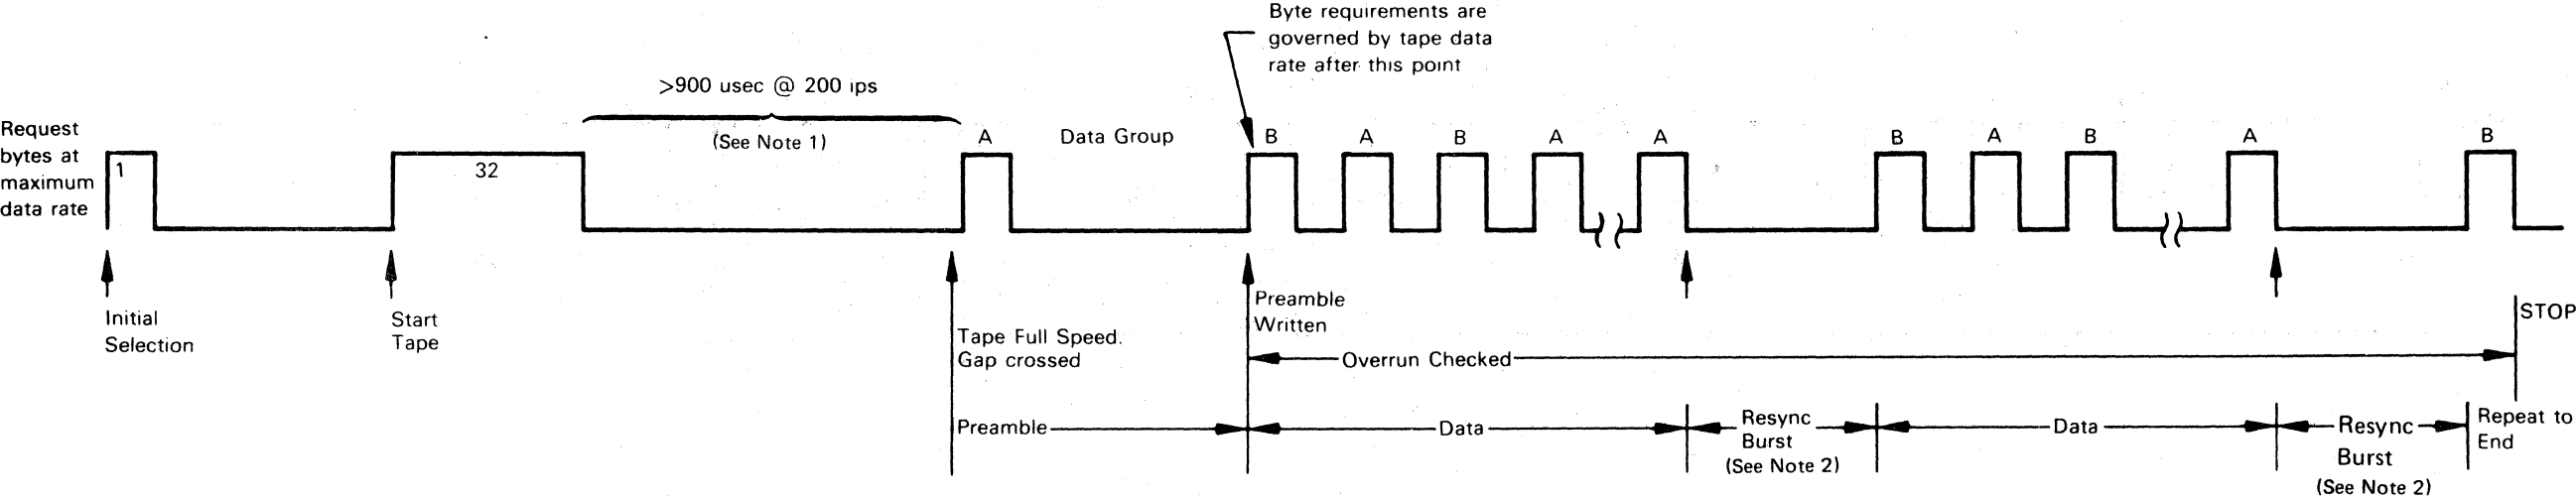 Byte requirements are
governed by tape data
rate after this point
>900 usec @ 200 ips
(See Note 1)
Request
bytes at
maximum
data rate
1
32
A
Data Group
B
A
B
A
A
B
A
B
A
B
Initial
Selection
Start
Tape
Tape Full Speed.
Gap crossed
Preamble
Written
STOP
Overrun Checked
Preamble
Data
Resync
Burst
(See Note 2)
Data
Resync
Burst
(See Note 2)
Repeat to
End